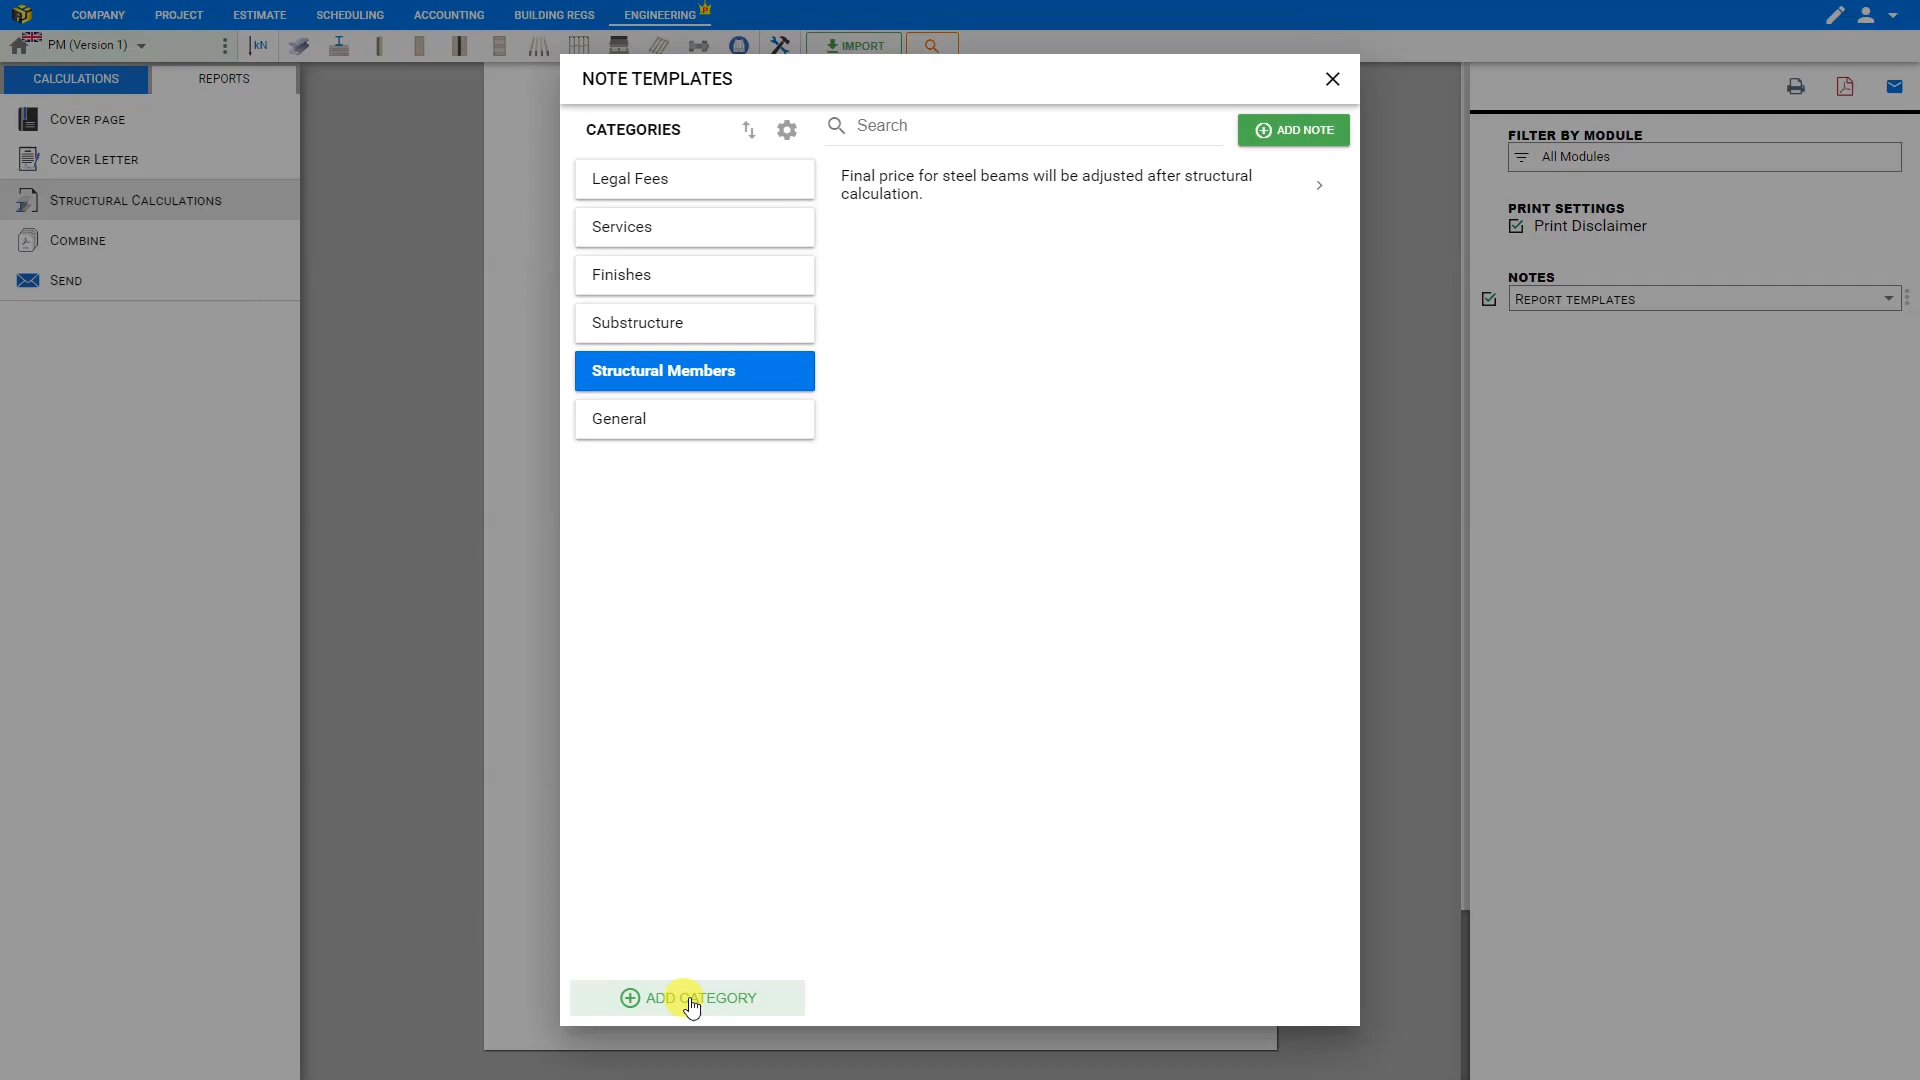 COMPANY PROJECT ESTIMATE SCHEDULING ACCOUNTING BUILDING REGS ENGINEERING
PM (Version 1) kN IMPORT
CALCULATIONS REPORTS
COVER PAGE
COVER LETTER
STRUCTURAL CALCULATIONS
COMBINE
SEND
NOTE TEMPLATES
CATEGORIES
Search
ADD NOTE
Legal Fees
Services
Finishes
Substructure
Structural Members
General
Final price for steel beams will be adjusted after structural
calculation.
ADD CATEGORY
FILTER BY MODULE
All Modules
PRINT SETTINGS
Print Disclaimer
NOTES
REPORT TEMPLATES